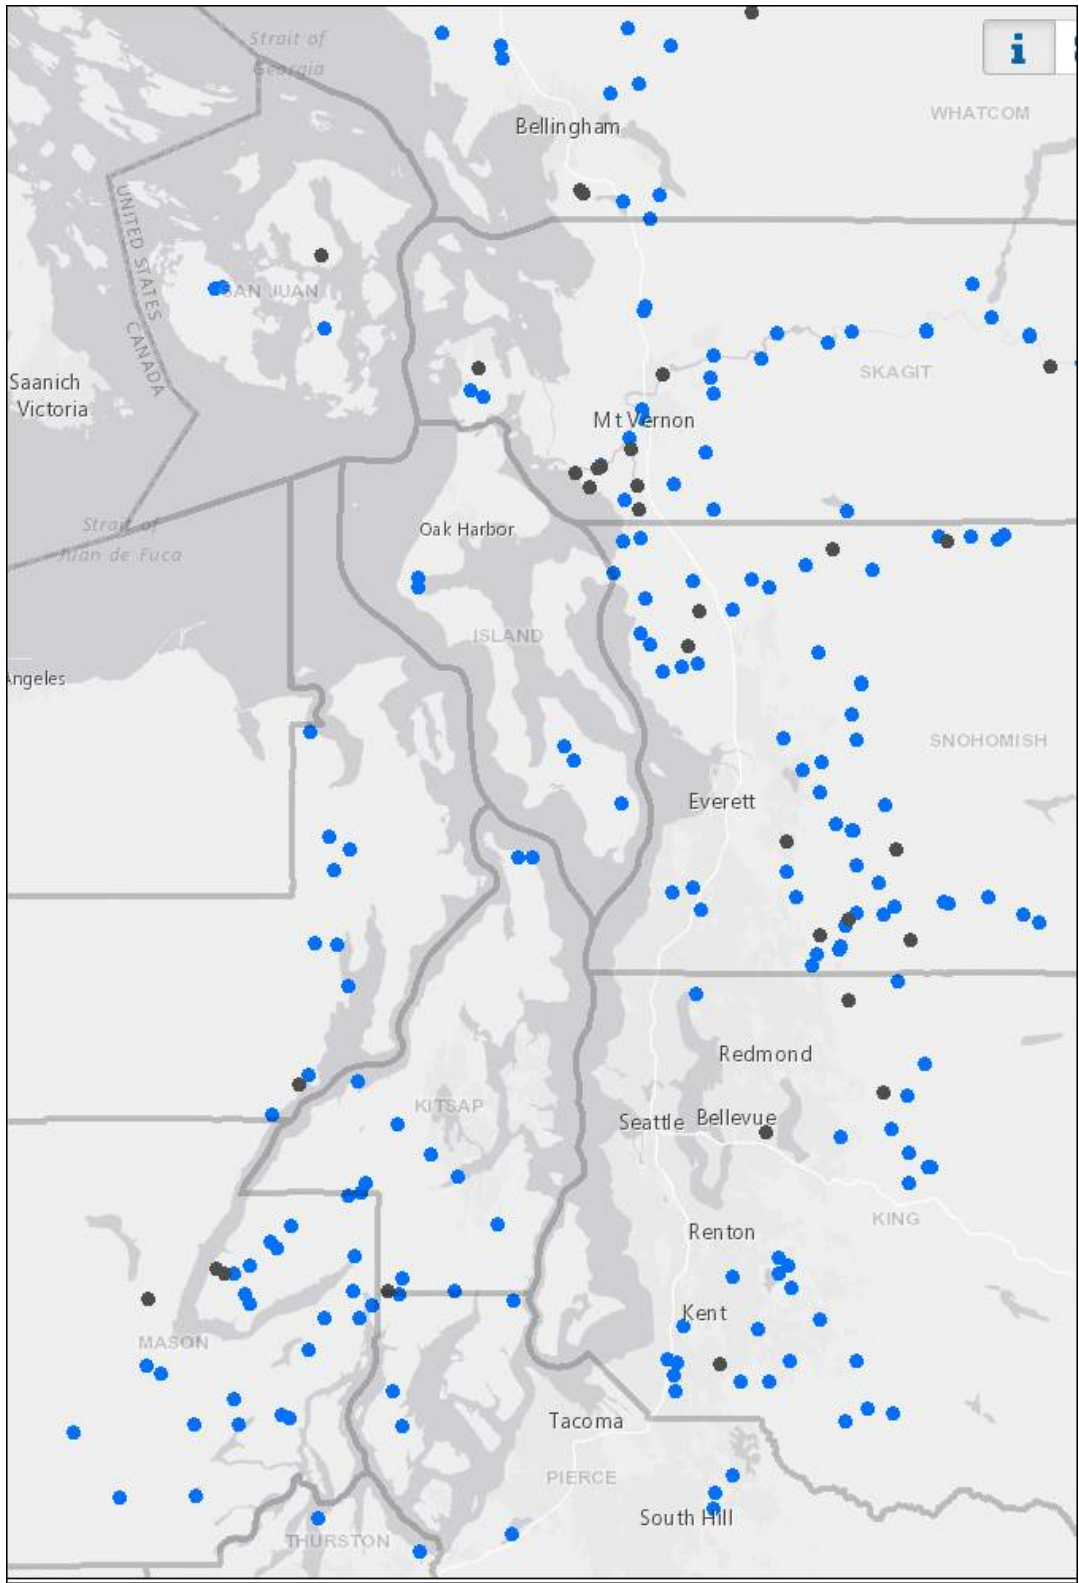 Strait of
Georgia
i
WHATCOM
Bellingham
UNITED STATES
CANADA
SAN JUAN
Saanich
Victoria
SKAGIT
Mt Vernon
Strait of
Juan de Fuca
Oak Harbor
ISLAND
Angeles
SNOHOMISH
Everett
Redmond
KITSAP
Seattle
Bellevue
KING
Renton
Kent
MASON
Tacoma
PIERCE
South Hill
THURSTON